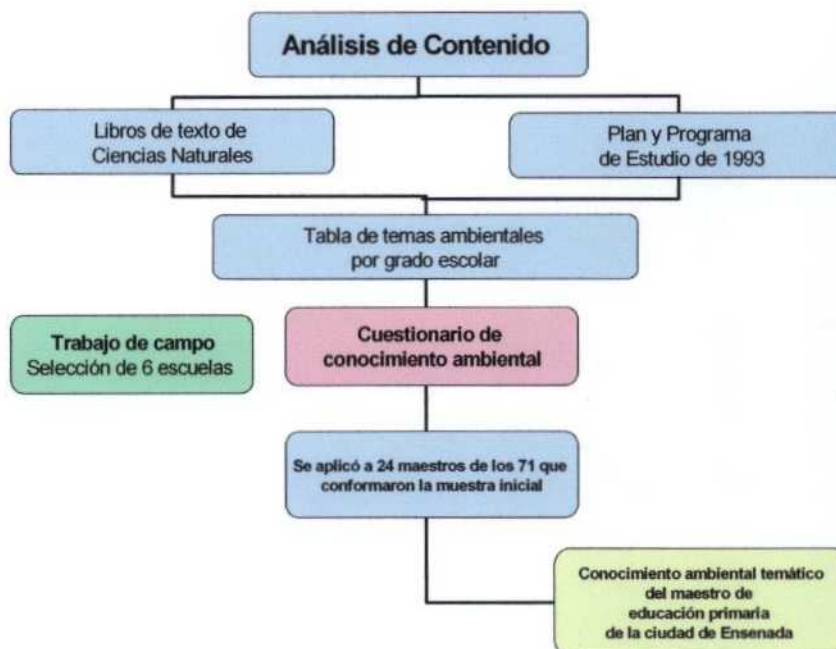 Análisis de Contenido
Libros de texto de
Ciencias Naturales
Plan y Programa
de Estudio de 1993
Tabla de temas ambientales
por grado escolar
Trabajo de campo
Selección de 6 escuelas
Cuestionario de
conocimiento ambiental
Se aplicó a 24 maestros de los 71 que
conformaron la muestra inicial
Conocimiento ambiental temático
del maestro de
educación primaria
de la ciudad de Ensenada